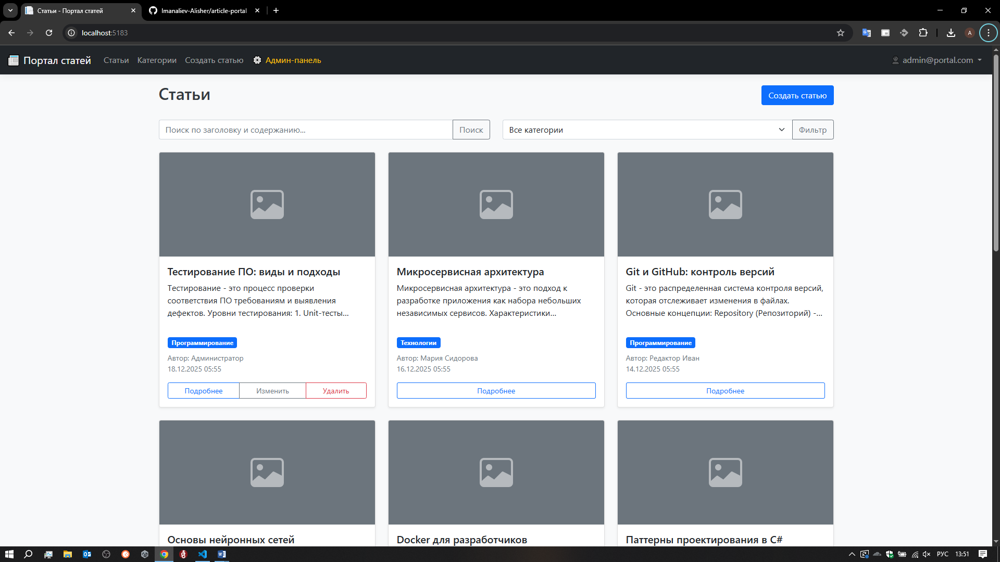 Статьи - Портал статей
Imanaliev-Alisher/article-portal
localhost:5183
A
Портал статей
Статьи
Категории
Создать статью
Админ-панель
admin@portal.com
Статьи
Создать статью
Поиск по заголовку и содержанию...
Поиск
Все категории
Фильтр
Тестирование ПО: виды и подходы
Тестирование - это процесс проверки
соответствия ПО требованиям и выявления
дефектов. Уровни тестирования: 1. Unit-тесты...
Программирование
Автор: Администратор
18.12.2025 05:55
Подробнее
Изменить
Удалить
Микросервисная архитектура
Микросервисная архитектура - это подход к
разработке приложения как набора небольших
независимых сервисов. Характеристики...
Технологии
Автор: Мария Сидорова
16.12.2025 05:55
Подробнее
Git и GitHub: контроль версий
Git - это распределенная система контроля версий,
которая отслеживает изменения в файлах.
Основные концепции: Repository (Репозиторий) -...
Программирование
Автор: Редактор Иван
14.12.2025 05:55
Подробнее
Основы нейронных сетей
Docker для разработчиков
Паттерны проектирования в C#
РУС
13:51